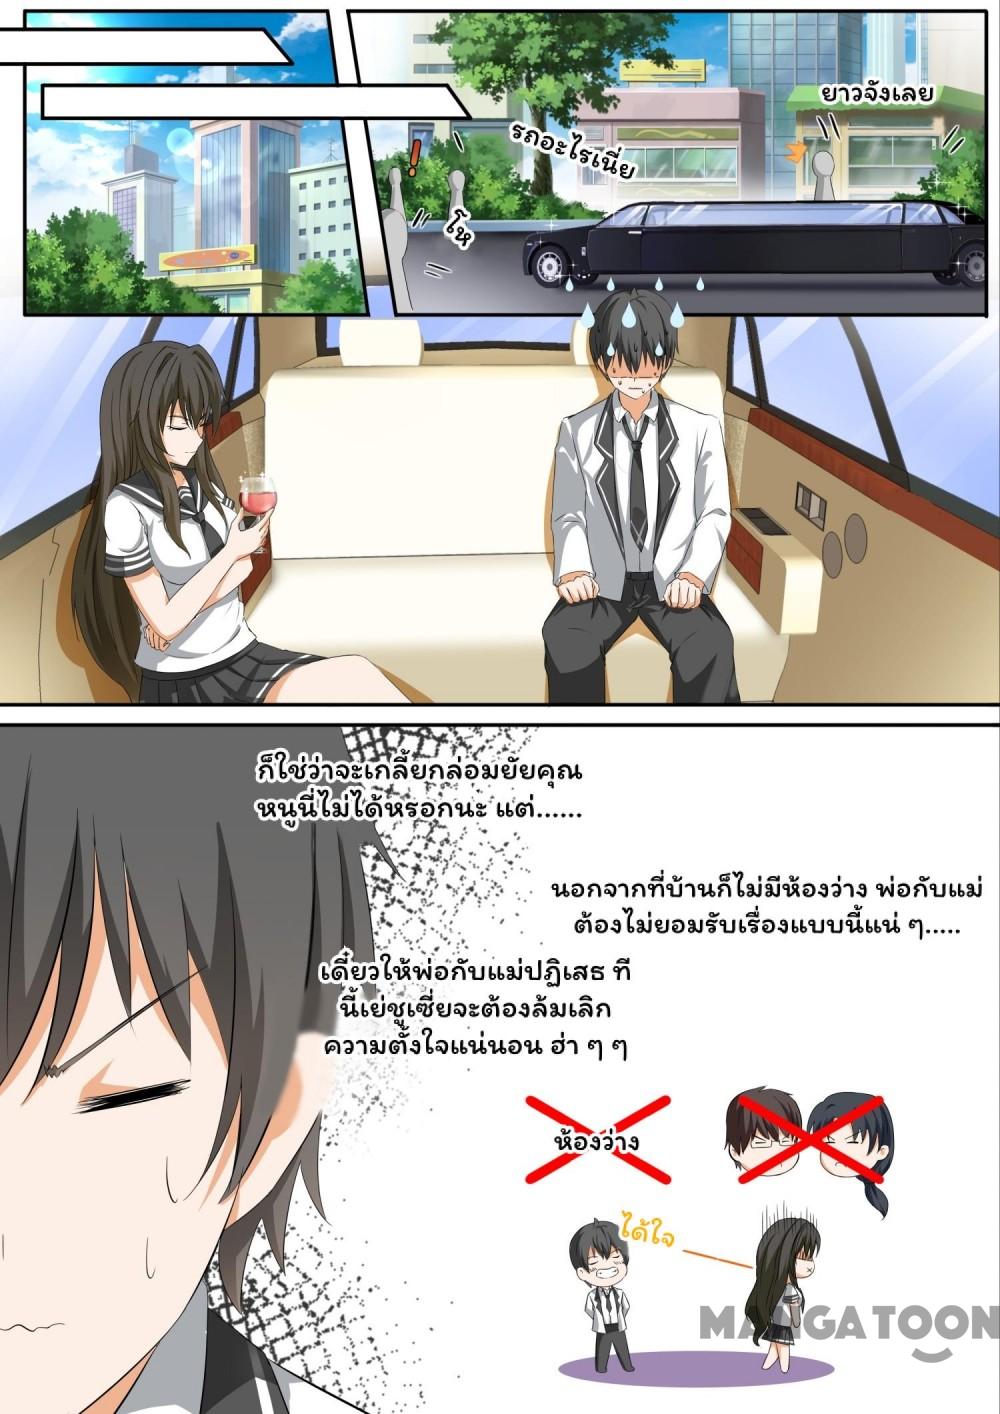 ยาวจังเลย
รถอะไรเนี่ย
โห
ก็ใช่ว่าจะเกลี้ยกล่อมยัยคุณ
หนูนี่ไม่ได้หรอกนะ แต่......
นอกจากที่บ้านก็ไม่มีห้องว่าง พ่อกับแม่
ต้องไม่ยอมรับเรื่องแบบนี้แน่ ๆ.....
เดี๋ยวให้พ่อกับแม่ปฏิเสธ ที
นี้เย่ชูเซี่ยจะต้องล้มเลิก
ความตั้งใจแน่นอน ฮ่า ๆ ๆ
ห้องว่าง
ได้ใจ
MANGATOON